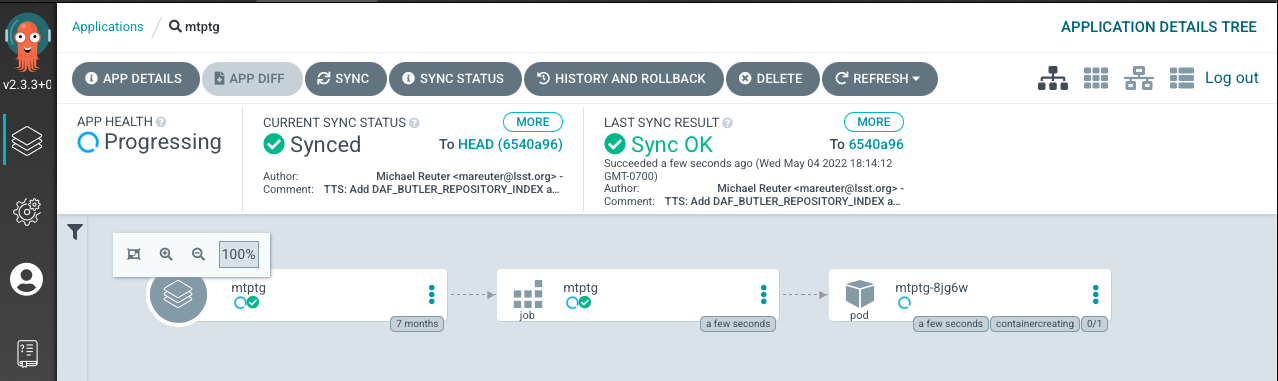 Applications / mtptg
APPLICATION DETAILS TREE
v2.3.3+0
APP DETAILS
APP DIFF
SYNC
SYNC STATUS
HISTORY AND ROLLBACK
DELETE
REFRESH
Log out
APP HEALTH
Progressing
CURRENT SYNC STATUS
MORE
Synced
To HEAD (6540a96)
Author: Michael Reuter <mareuter@lsst.org> -
Comment: TTS: Add DAF_BUTLER_REPOSITORY_INDEX a...
LAST SYNC RESULT
MORE
Sync OK
To 6540a96
Succeeded a few seconds ago (Wed May 04 2022 18:14:12
GMT-0700)
Author: Michael Reuter <mareuter@lsst.org> -
Comment: TTS: Add DAF_BUTLER_REPOSITORY_INDEX a...
100%
mtptg
7 months
mtptg
job
a few seconds
mtptg-8jg6w
pod
a few seconds
containercreating
0/1